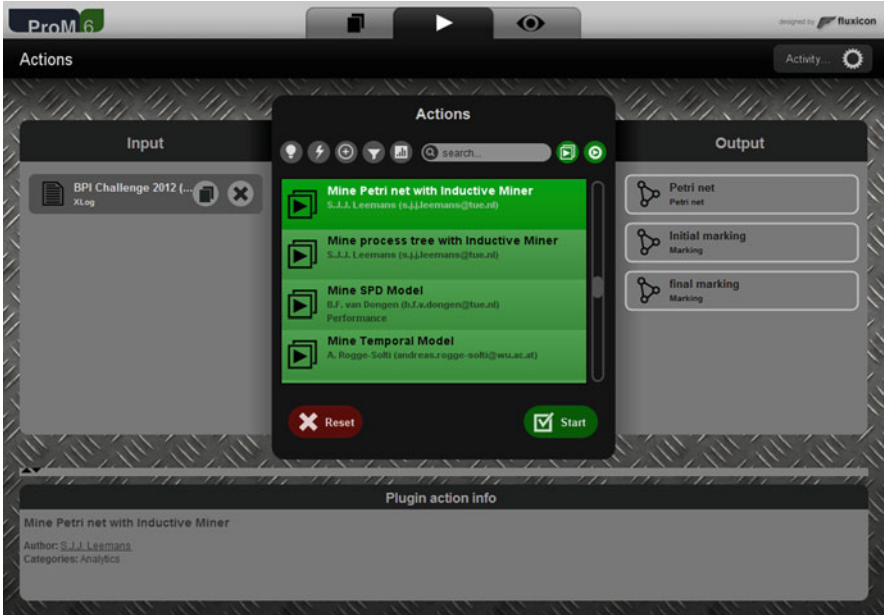 ProM 6
designed by fluxicon
Actions
Activity...
Input
BPI Challenge 2012 (...
XLog
Actions
search...
Mine Petri net with Inductive Miner
S.J.J. Leemans (s.j.j.leemans@tue.nl)
Mine process tree with Inductive Miner
S.J.J. Leemans (s.j.j.leemans@tue.nl)
Mine SPD Model
B.F. van Dongen (b.f.v.dongen@tue.nl)
Performance
Mine Temporal Model
A. Rogge-Solti (andreas.rogge-solti@wu.ac.at)
Reset
Start
Output
Petri net
Petri net
Initial marking
Marking
final marking
Marking
Plugin action info
Mine Petri net with Inductive Miner
Author: S.J.J. Leemans
Categories: Analytics